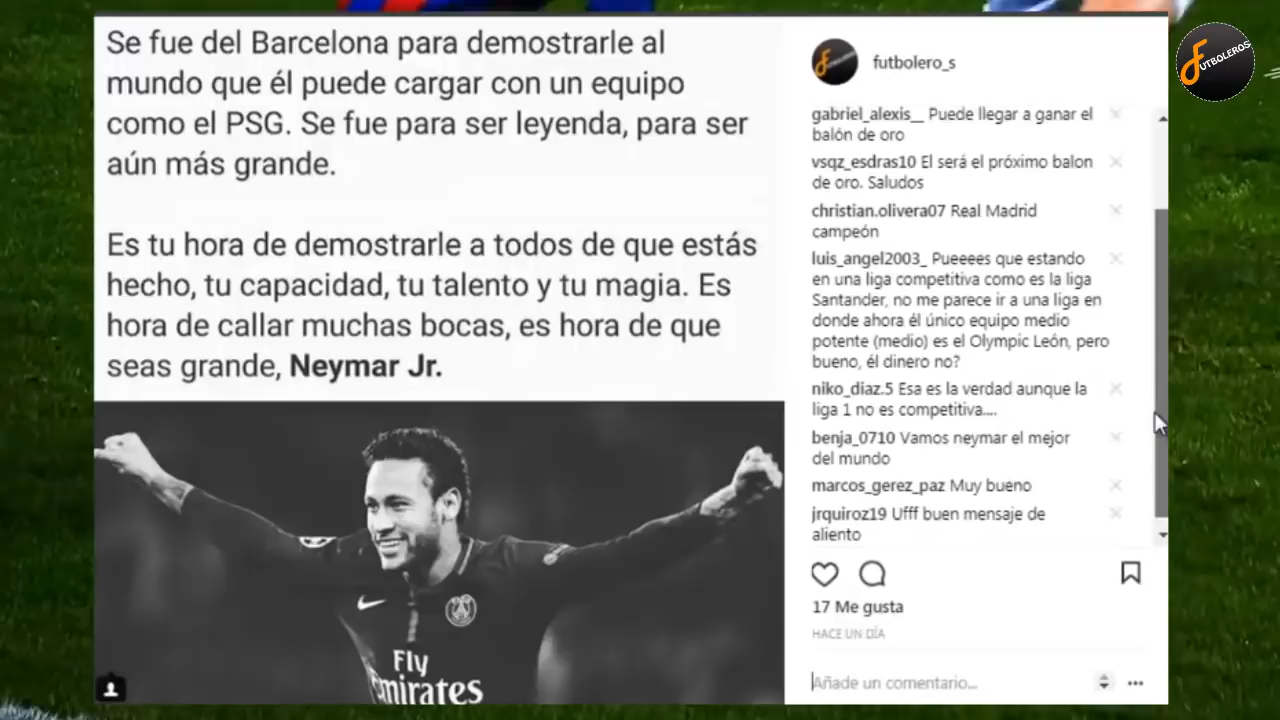 Se fue del Barcelona para demostrarle al
mundo que él puede cargar con un equipo
como el PSG. Se fue para ser leyenda, para ser
aún más grande.
Es tu hora de demostrarle a todos de que estás
hecho, tu capacidad, tu talento y tu magia. Es
hora de callar muchas bocas, es hora de que
seas grande, Neymar Jr.
Fly
Emirates
futbolero_s
gabriel_alexis__ Puede llegar a ganar el
balón de oro
vsqz_esdras10 El será el próximo balon
de oro. Saludos
christian.olivera07 Real Madrid
campeón
luis_angel2003_ Pueeees que estando
en una liga competitiva como es la liga
Santander, no me parece ir a una liga en
donde ahora él único equipo medio
potente (medio) es el Olympic León, pero
bueno, él dinero no?
niko_diaz.5 Esa es la verdad aunque la
liga 1 no es competitiva....
benja_0710 Vamos neymar el mejor
del mundo
marcos_gerez_paz Muy bueno
jrquiroz19 Ufff buen mensaje de
aliento
17 Me gusta
HACE UN DÍA
Añade un comentario...
FUTBOLEROS